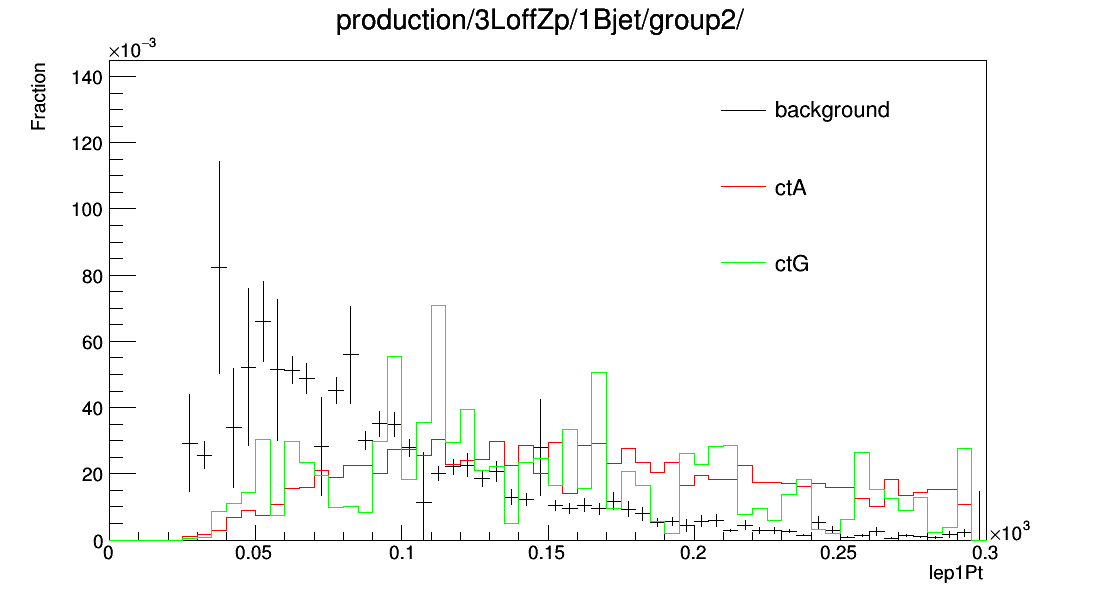 production/3LoffZp/1Bjet/group2/
×10⁻³
Fraction
140
120
100
80
60
40
20
0
background
ctA
ctG
0 0.05 0.1 0.15 0.2 0.25 0.3
×10³
lep1Pt